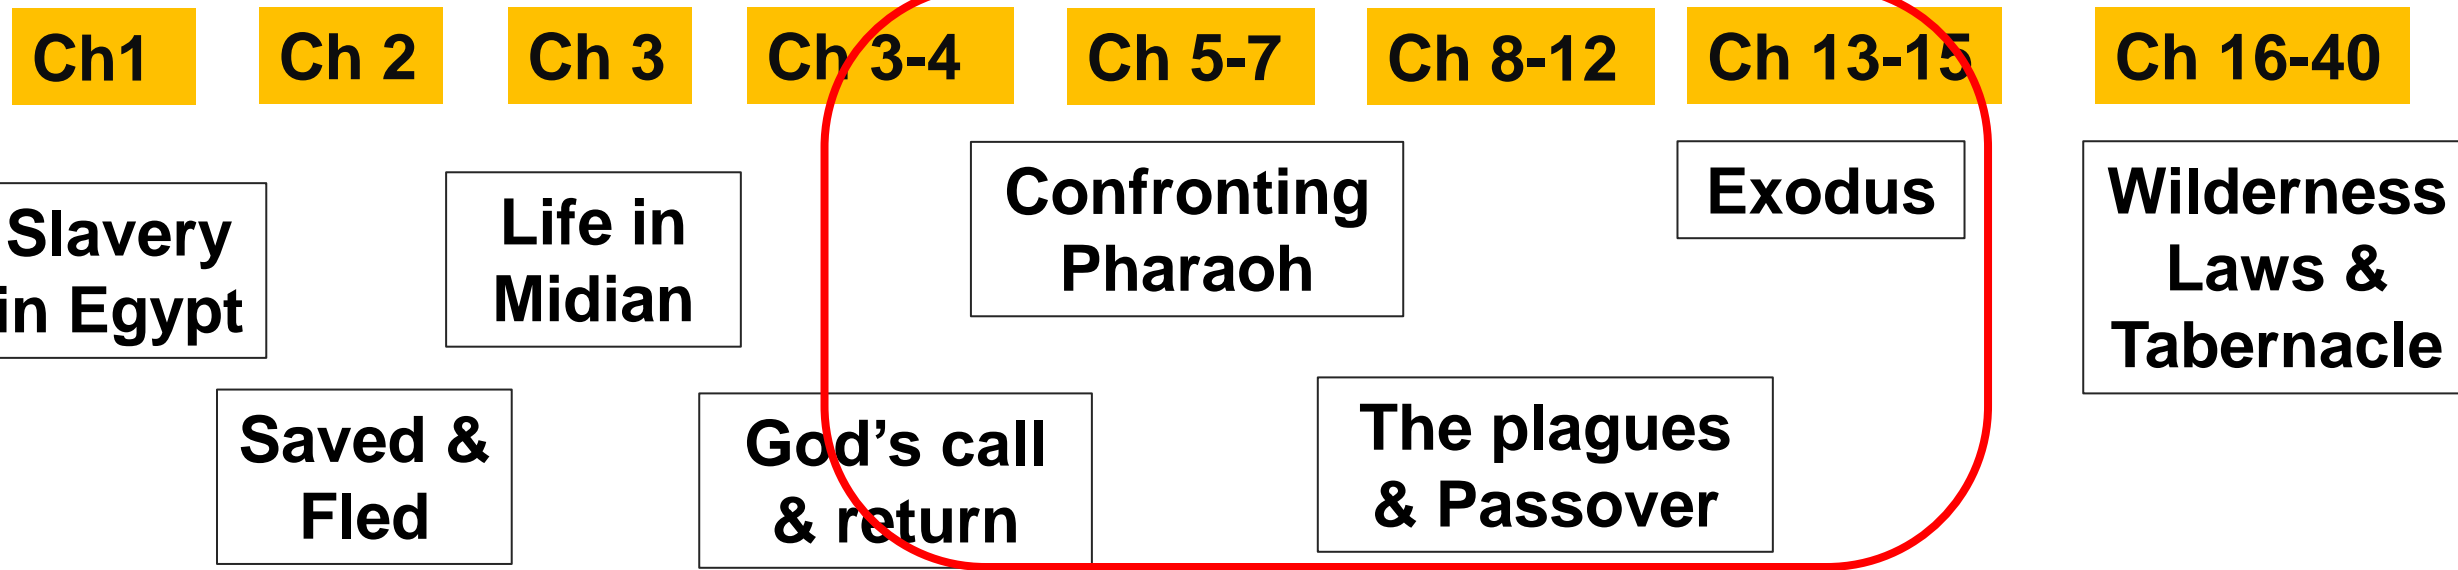 Ch1
Ch 2
Ch 3
Ch 3-4
Ch 5-7
Ch 8-12
Ch 13-15
Ch 16-40
Slavery
in Egypt
Saved &
Fled
Life in
Midian
God’s call
& return
Confronting
Pharaoh
The plagues
& Passover
Exodus
Wilderness
Laws &
Tabernacle